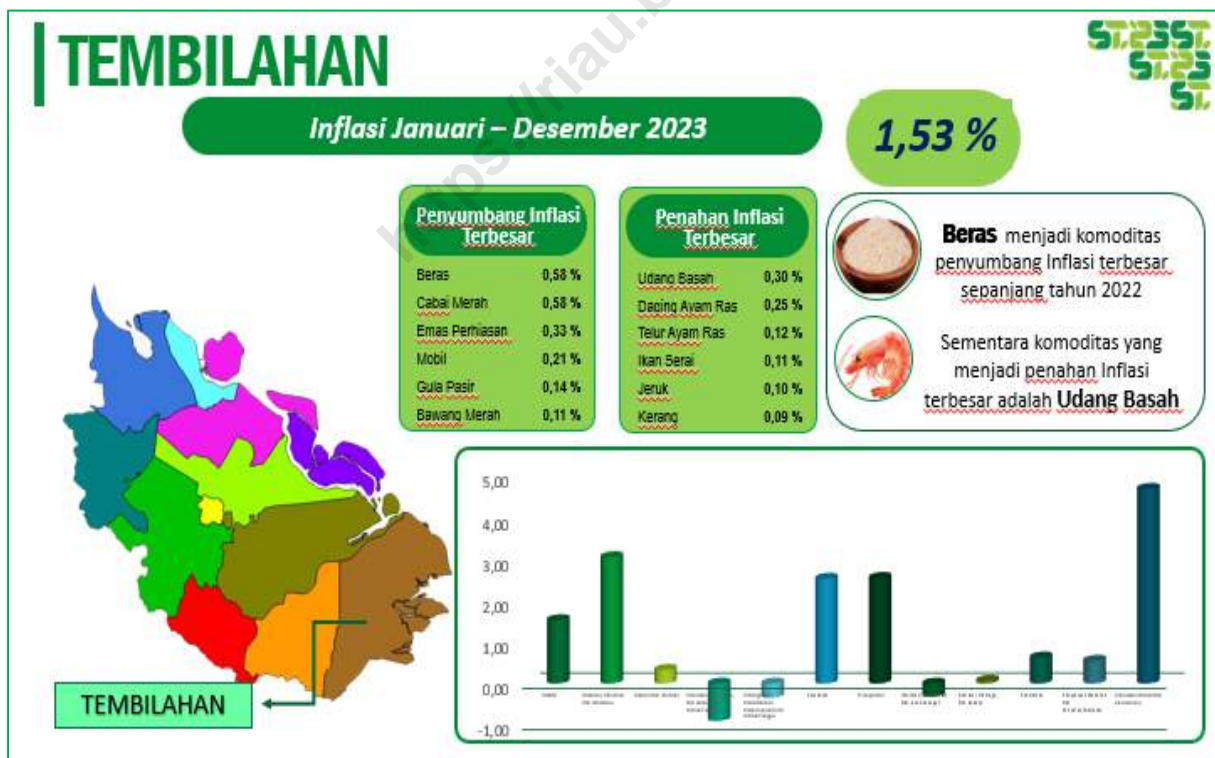 TEMBILAHAN
Inflasi Januari – Desember 2023
1,53 %
Penyumbang Inflasi
Terbesar
Beras 0,58 %
Cabai Merah 0,58 %
Emas Perhiasan 0,33 %
Mobil 0,21 %
Gula Pasir 0,14 %
Bawang Merah 0,11 %
Penahan Inflasi
Terbesar
Udang Basah 0,30 %
Daging Ayam Ras 0,25 %
Telur Ayam Ras 0,12 %
Ikan Serai 0,11 %
Jeruk 0,10 %
Kerang 0,09 %
Beras menjadi komoditas
penyumbang Inflasi terbesar
sepanjang tahun 2022
Sementara komoditas yang
menjadi penahan Inflasi
terbesar adalah Udang Basah
TEMBILAHAN
5,00
4,00
3,00
2,00
1,00
0,00
-1,00
https://riau.b